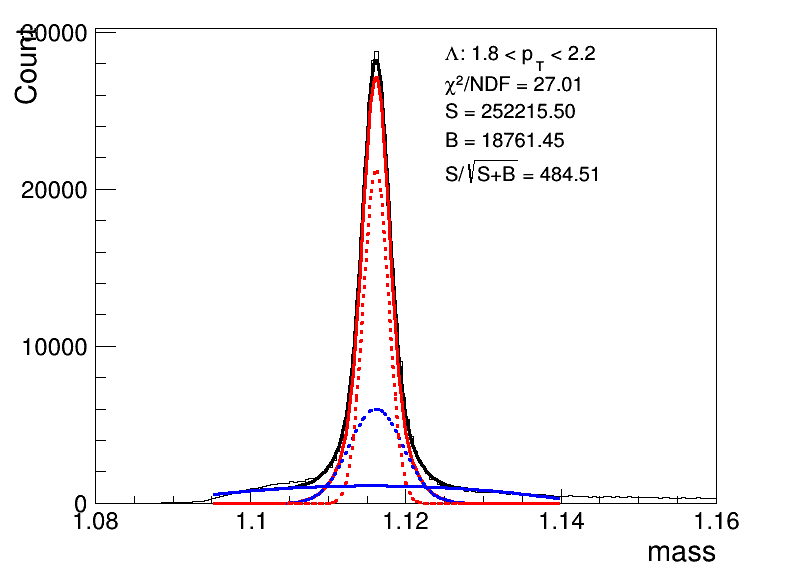 Count
30000
20000
10000
0
1.08 1.1 1.12 1.14 1.16
mass
Λ: 1.8 < p_T < 2.2
χ²/NDF = 27.01
S = 252215.50
B = 18761.45
S/√S+B = 484.51